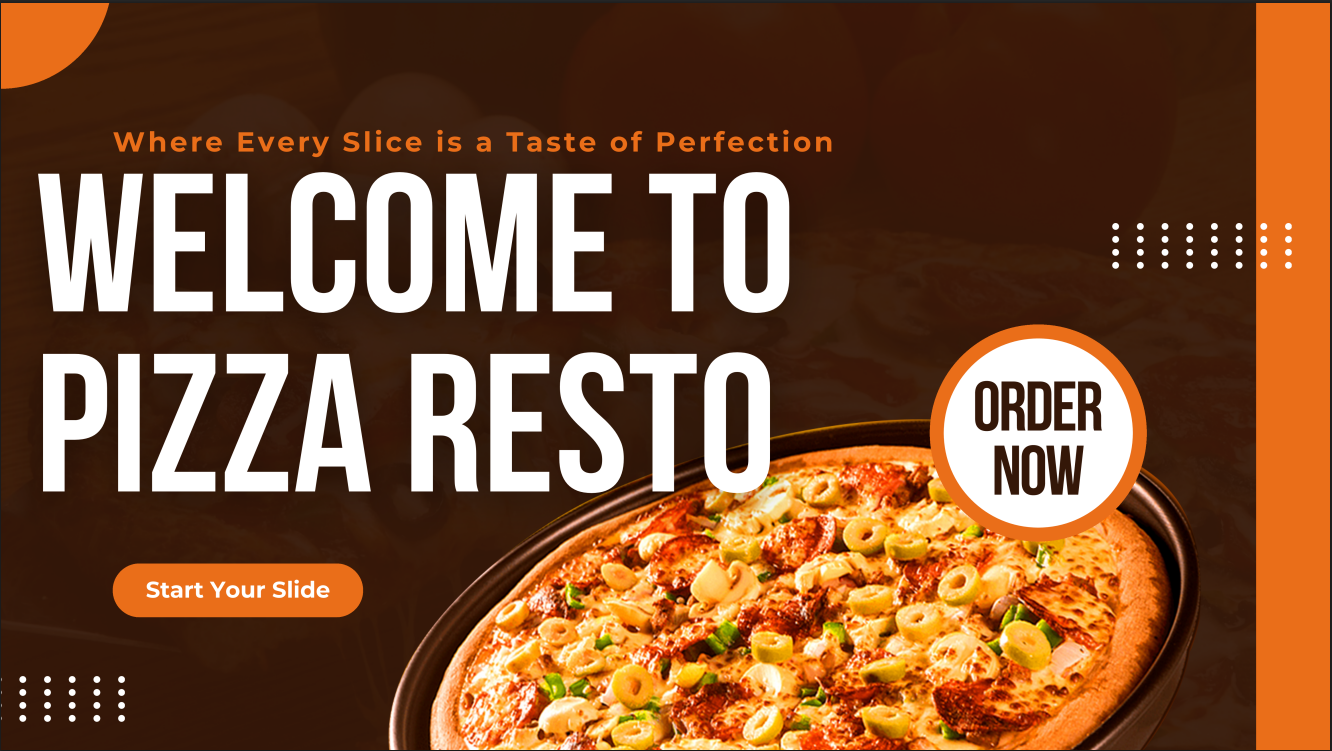 Where Every Slice is a Taste of Perfection
WELCOME TO
PIZZA RESTO
ORDER
NOW
Start Your Slide